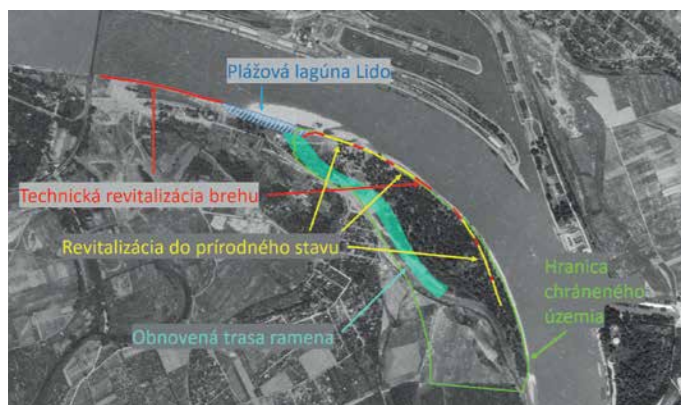 Plážová lagúna Lido
Technická revitalizácia brehu
Revitalizácia do prírodného stavu
Hranica
chráneného
územia
Obnovená trasa ramena